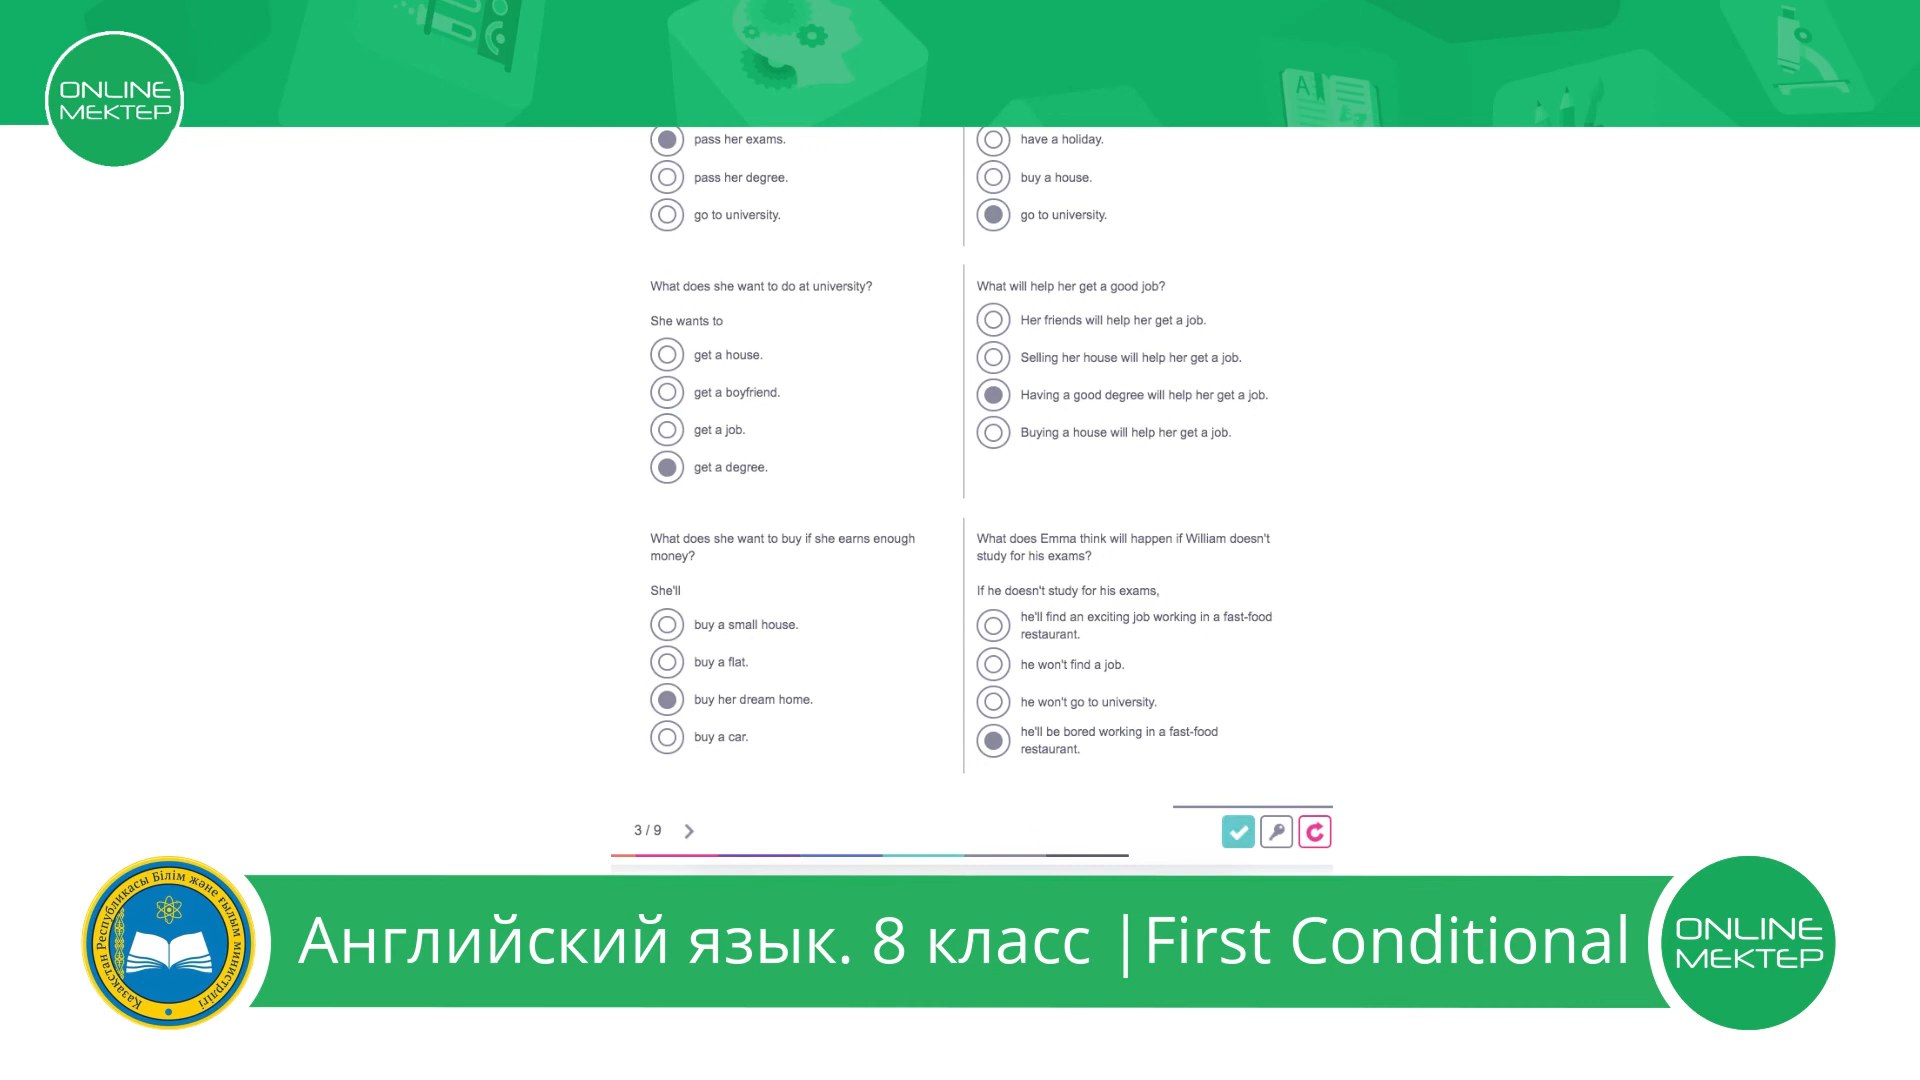 ONLINE
MEKTEP
pass her exams.
pass her degree.
go to university.
have a holiday.
buy a house.
go to university.
What does she want to do at university?
She wants to
get a house.
get a boyfriend.
get a job.
get a degree.
What will help her get a good job?
Her friends will help her get a job.
Selling her house will help her get a job.
Having a good degree will help her get a job.
Buying a house will help her get a job.
What does she want to buy if she earns enough
money?
She'll
buy a small house.
buy a flat.
buy her dream home.
buy a car.
What does Emma think will happen if William doesn't
study for his exams?
If he doesn't study for his exams,
he'll find an exciting job working in a fast-food
restaurant.
he won't find a job.
he won't go to university.
he'll be bored working in a fast-food
restaurant.
3 / 9
Қазақстан Республикасы Білім және ғылым министрлігі
Английский язык. 8 класс |First Conditional
ONLINE
MEKTEP